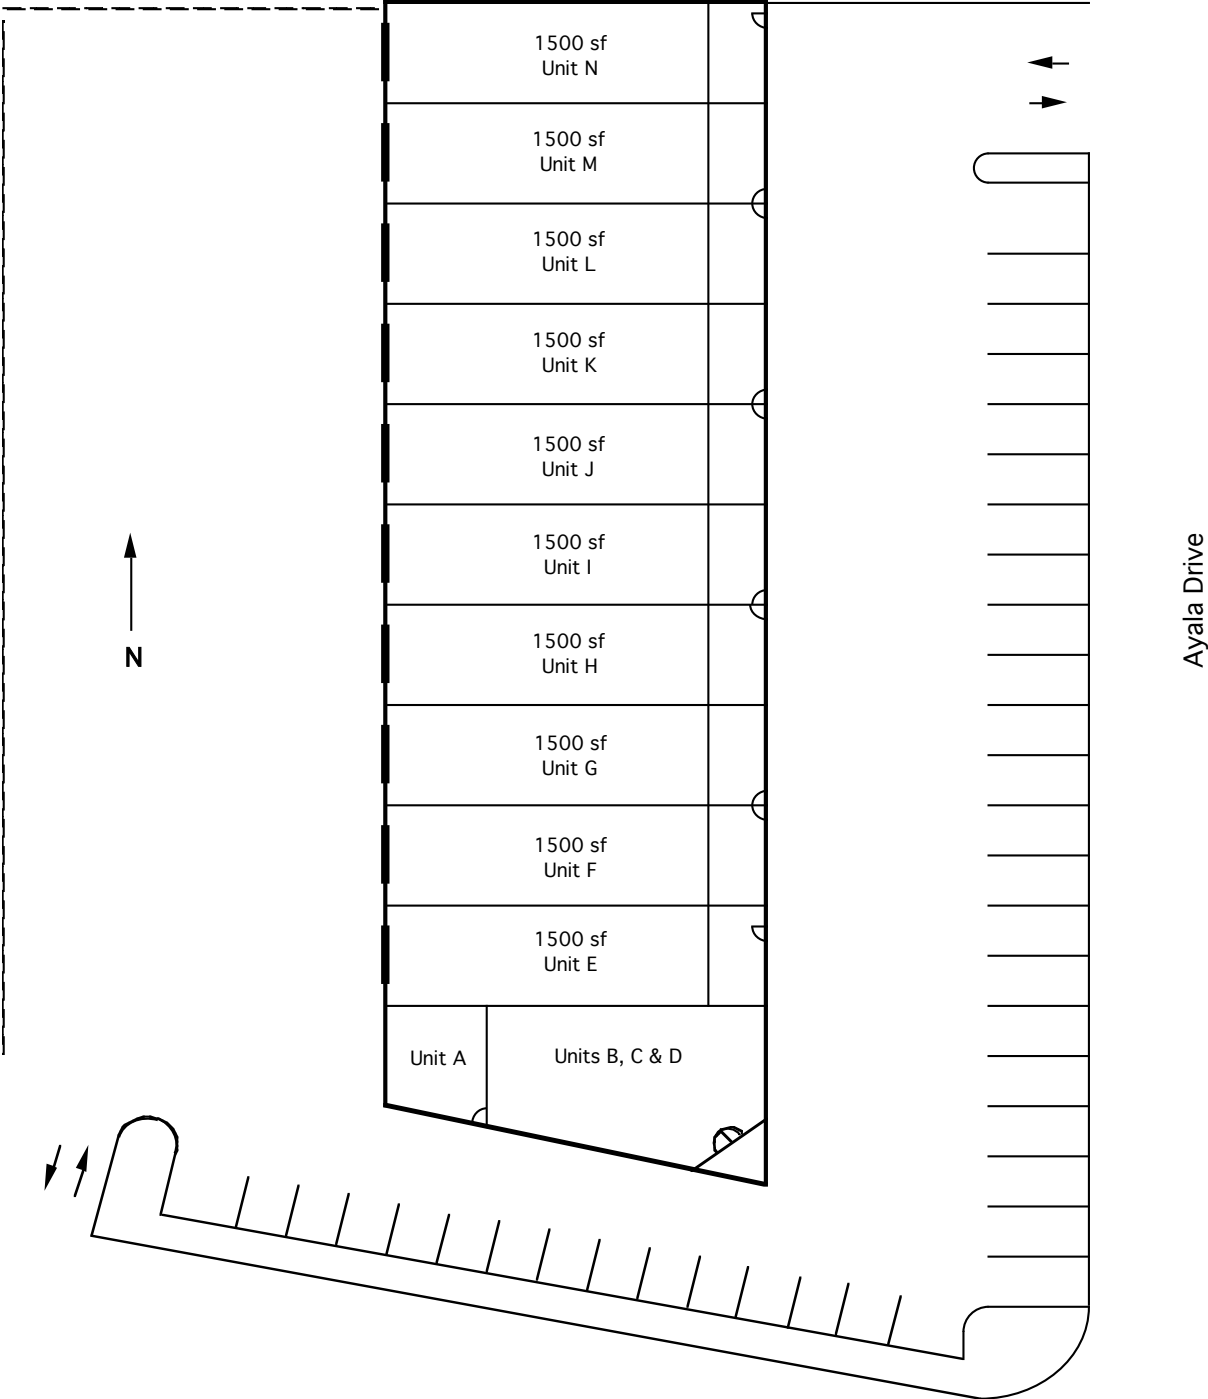 1500 sf
Unit N
1500 sf
Unit M
1500 sf
Unit L
1500 sf
Unit K
1500 sf
Unit J
1500 sf
Unit I
1500 sf
Unit H
1500 sf
Unit G
1500 sf
Unit F
1500 sf
Unit E
Unit A
Units B, C & D
N
Ayala Drive